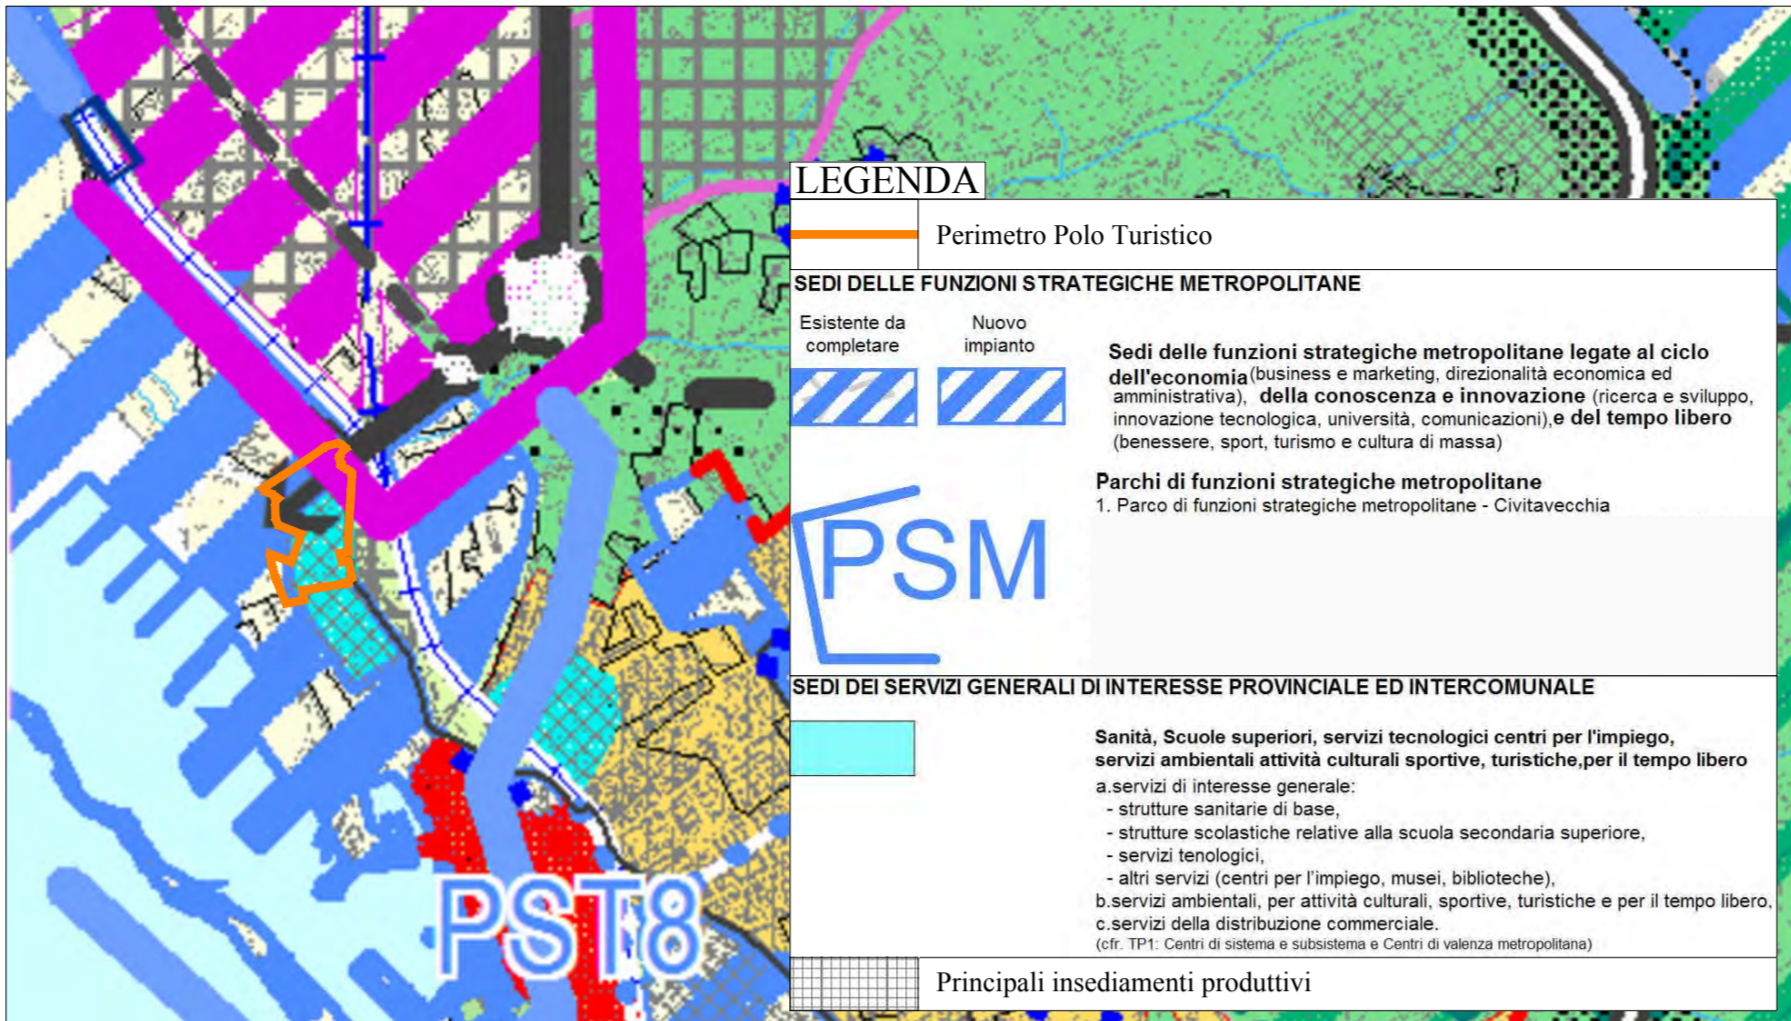 LEGENDA
Perimetro Polo Turistico
SEDI DELLE FUNZIONI STRATEGICHE METROPOLITANE
Esistente da
completare
Nuovo
impianto
Sedi delle funzioni strategiche metropolitane legate al ciclo
dell'economia (business e marketing, direzionalità economica ed
amministrativa), della conoscenza e innovazione (ricerca e sviluppo,
innovazione tecnologica, università, comunicazioni),e del tempo libero
(benessere, sport, turismo e cultura di massa)
Parchi di funzioni strategiche metropolitane
1. Parco di funzioni strategiche metropolitane - Civitavecchia
PSM
SEDI DEI SERVIZI GENERALI DI INTERESSE PROVINCIALE ED INTERCOMUNALE
Sanità, Scuole superiori, servizi tecnologici centri per l'impiego,
servizi ambientali attività culturali sportive, turistiche,per il tempo libero
a.servizi di interesse generale:
- strutture sanitarie di base,
- strutture scolastiche relative alla scuola secondaria superiore,
- servizi tenologici,
- altri servizi (centri per l'impiego, musei, biblioteche),
b.servizi ambientali, per attività culturali, sportive, turistiche e per il tempo libero,
c.servizi della distribuzione commerciale.
(cfr. TP1: Centri di sistema e subsistema e Centri di valenza metropolitana)
Principali insediamenti produttivi
PST8